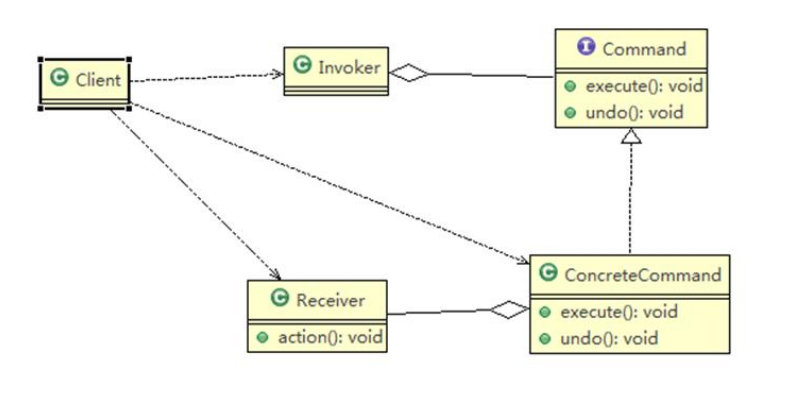 Client
Invoker
Command
execute(): void
undo(): void
Receiver
action(): void
ConcreteCommand
execute(): void
undo(): void